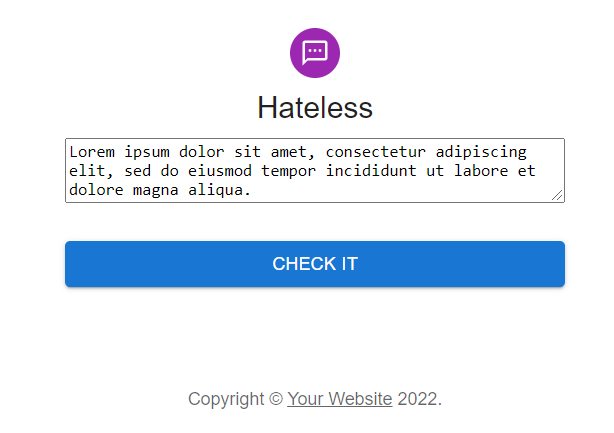 Hateless
Lorem ipsum dolor sit amet, consectetur adipiscing
elit, sed do eiusmod tempor incididunt ut labore et
dolore magna aliqua.
CHECK IT
Copyright © Your Website 2022.